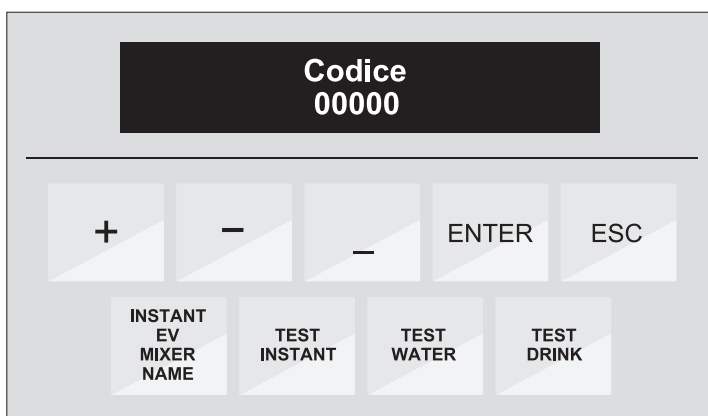 Codice
00000
+ − _ ENTER ESC
INSTANT
EV
MIXER
NAME
TEST
INSTANT
TEST
WATER
TEST
DRINK